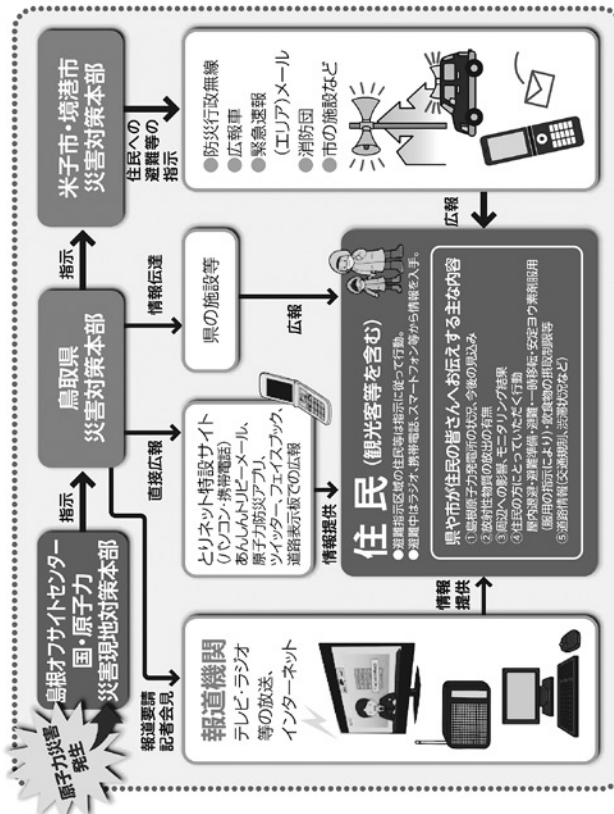 原子力災害
発生
島根オフサイトセンター
国・原子力
災害現地対策本部
指示
鳥取県
災害対策本部
指示
米子市・境港市
災害対策本部
報道要請
記者会見
直接広報
情報伝達
住民への
避難等の
指示
報道機関
テレビ・ラジオ
等の放送、
インターネット
とりネット特設サイト
(パソコン・携帯電話)
あんしんトリピーメール、
原子力防災アプリ、
ツイッター、フェイスブック、
道路表示板での広報
県の施設等
●防災行政無線
●広報車
●緊急速報
(エリア)メール
●消防団
●市の施設など
情報
提供
情報提供
広報
広報
住民(観光客等を含む)
●避難指示区域の住民等は指示に従って行動。
●避難中はラジオ、携帯電話、スマートフォン等から情報を入手。
県や市が住民の皆さんへお伝えする主な内容
①島根原子力発電所の状況、今後の見込み
②放射性物質の放出の有無
③周辺への影響、モニタリング結果
④住民の方にとっていただく行動
屋内退避・避難準備・避難・一時移転・安定ヨウ素剤服用
(服用の指示により)・飲食物の摂取制限等
⑤道路情報(交通規制、渋滞状況など)